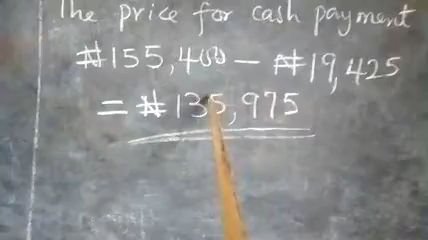 The price for cash payment
₦155,400 – ₦19,425
= ₦135,975